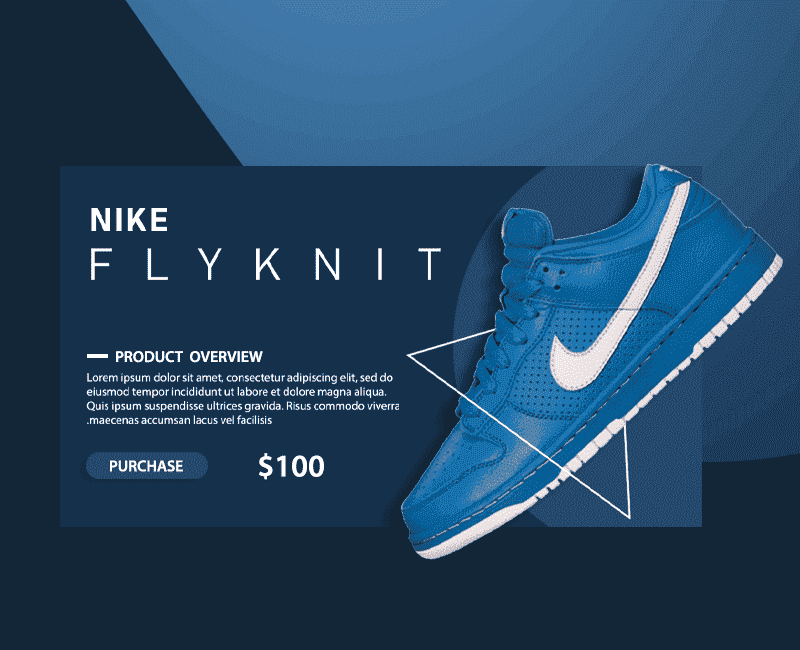 NIKE
FLYKNIT
PRODUCT OVERVIEW
Lorem ipsum dolor sit amet, consectetur adipiscing elit, sed do
eiusmod tempor incididunt ut labore et dolore magna aliqua.
Quis ipsum suspendisse ultrices gravida. Risus commodo viverra
.maecenas accumsan lacus vel facilisis
PURCHASE
$100